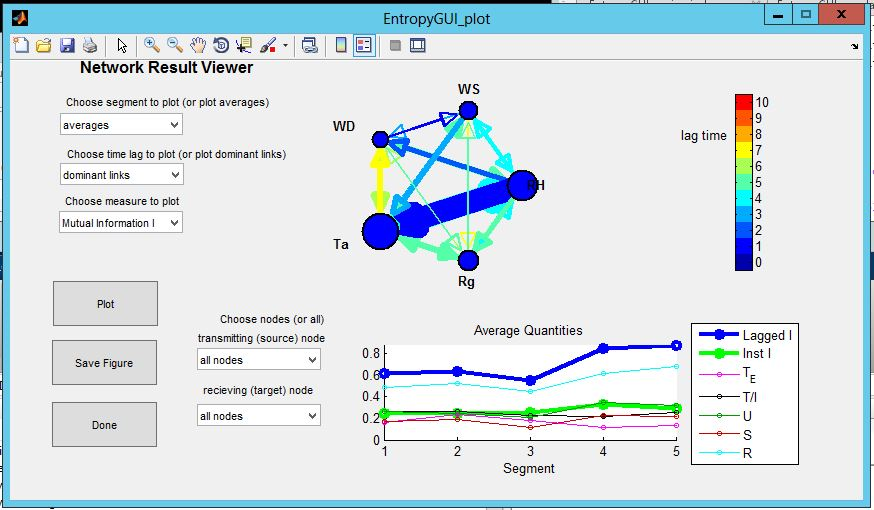 EntropyGUI_plot
Network Result Viewer
Choose segment to plot (or plot averages)
averages
Choose time lag to plot (or plot dominant links)
dominant links
Choose measure to plot
Mutual Information I
Plot
Save Figure
Done
Choose nodes (or all)
transmitting (source) node
all nodes
recieving (target) node
all nodes
WS
WD
RH
Ta
Rg
lag time
10
9
8
7
6
5
4
3
2
1
0
Average Quantities
0.8
0.6
0.4
0.2
0
1 2 3 4 5
Segment
Lagged I
Inst I
T_E
T/I
U
S
R